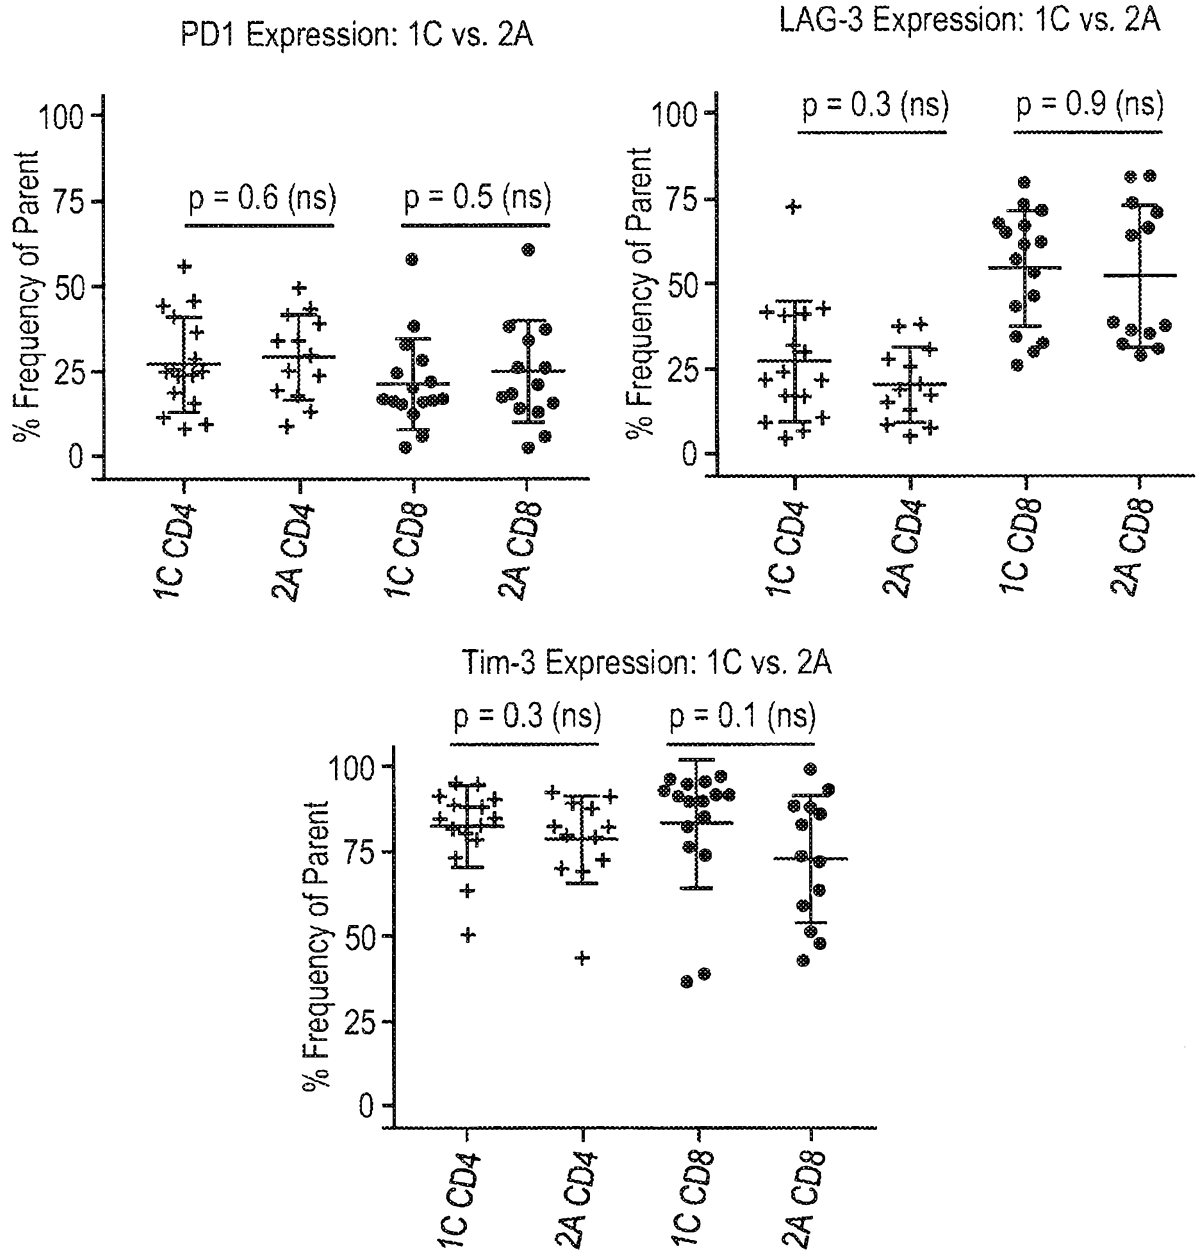 PD1 Expression: 1C vs. 2A
% Frequency of Parent
100
75
50
25
0
p = 0.6 (ns)
p = 0.5 (ns)
1C CD4
2A CD4
1C CD8
2A CD8
LAG-3 Expression: 1C vs. 2A
% Frequency of Parent
100
75
50
25
0
p = 0.3 (ns)
p = 0.9 (ns)
1C CD4
2A CD4
1C CD8
2A CD8
Tim-3 Expression: 1C vs. 2A
% Frequency of Parent
100
75
50
25
0
p = 0.3 (ns)
p = 0.1 (ns)
1C CD4
2A CD4
1C CD8
2A CD8